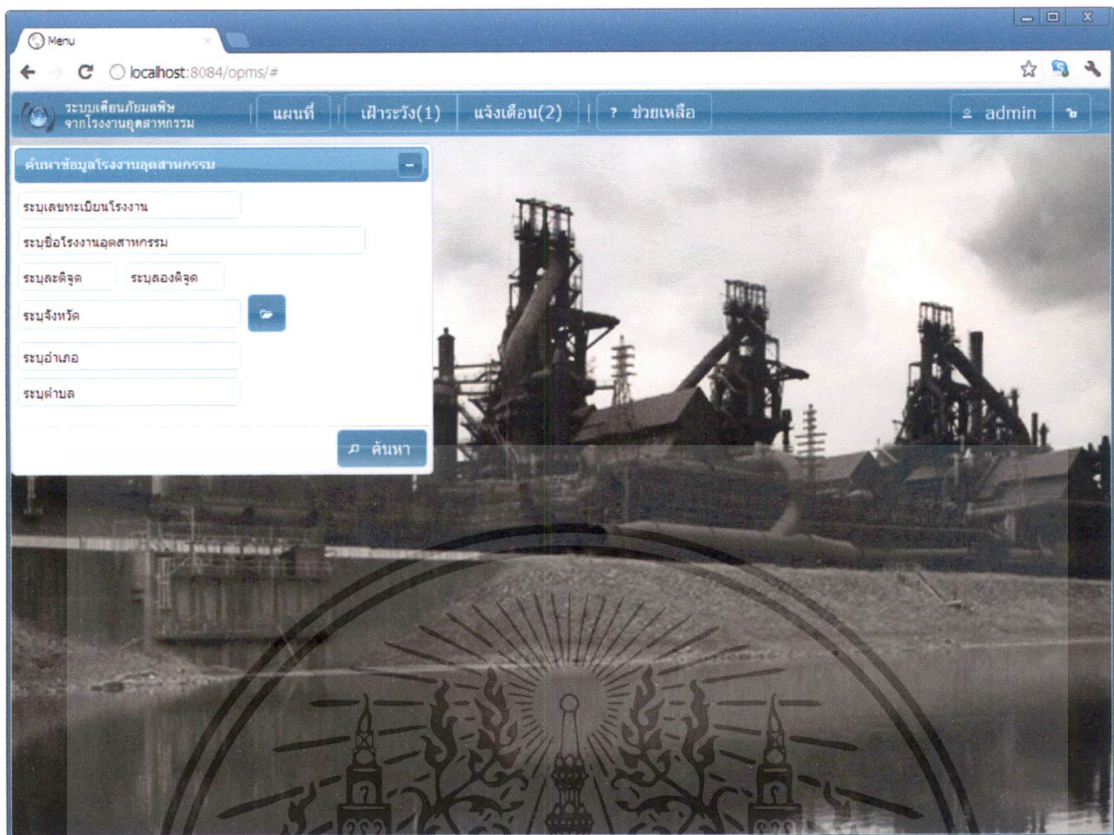 Menu
localhost:8084/opms/#
ระบบเตือนภัยมลพิษ
จากโรงงานอุตสาหกรรม
แผนที่
เฝ้าระวัง(1)
แจ้งเตือน(2)
? ช่วยเหลือ
admin
ค้นหาข้อมูลโรงงานอุตสาหกรรม
ระบุเลขทะเบียนโรงงาน
ระบุชื่อโรงงานอุตสาหกรรม
ระบุละติจูด ระบุลองติจูด
ระบุจังหวัด
ระบุอำเภอ
ระบุตำบล
ค้นหา